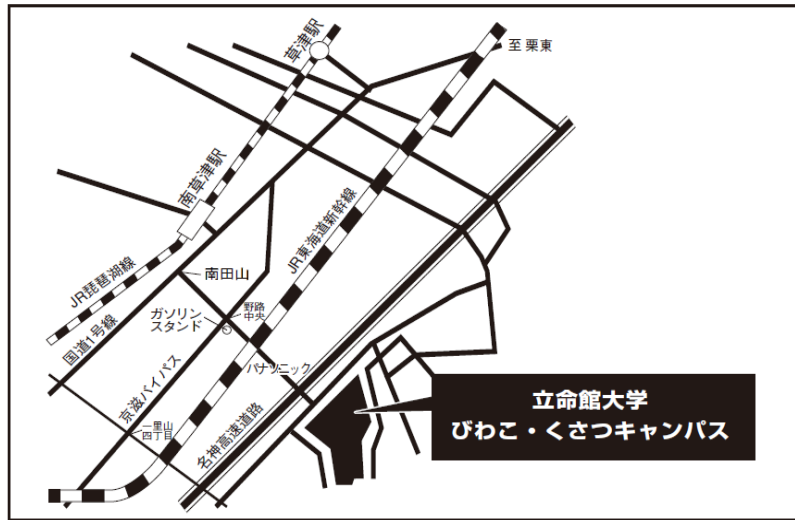 至 栗東
草津駅
南草津駅
JR東海道新幹線
JR琵琶湖線
南田山
国道1号線
ガソリン
スタンド
野路
中央
パナソニック
京滋バイパス
一里山
四丁目
名神高速道路
立命館大学
びわこ・くさつキャンパス